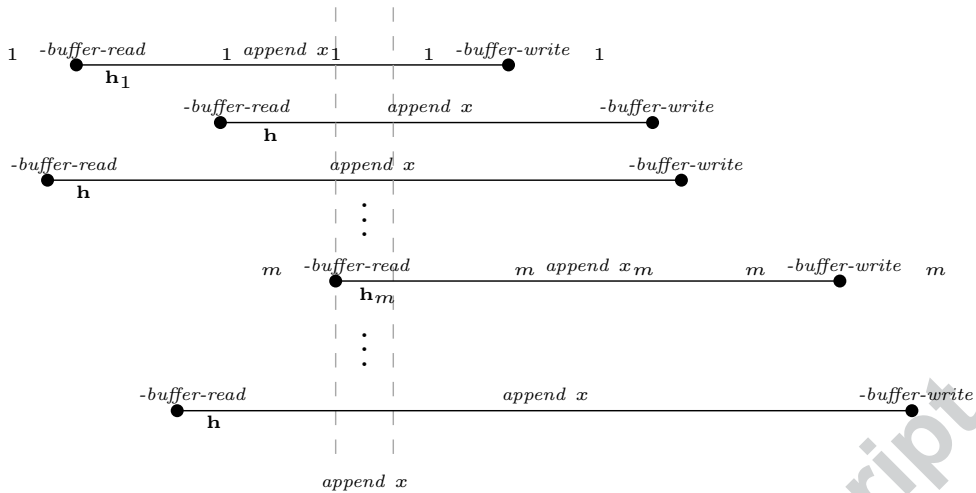 1 -buffer-read 1 append x 1 1 -buffer-write 1
h1
-buffer-read append x -buffer-write
h
-buffer-read append x -buffer-write
h
⋮
m -buffer-read m append x m m -buffer-write m
hm
⋮
-buffer-read append x -buffer-write
h
append x
ript